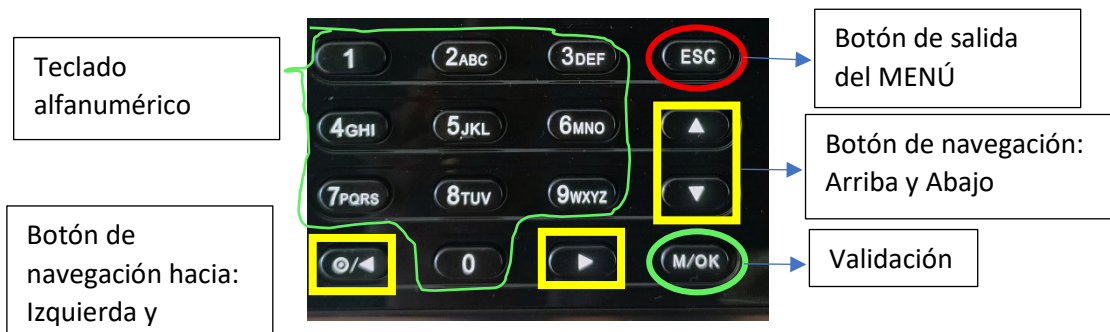 Teclado
alfanumérico
Botón de
navegación hacia:
Izquierda y
1 2ABC 3DEF ESC
4GHI 5JKL 6MNO ▲
7PQRS 8TUV 9WXYZ ▼
◎/◀ 0 ▶ M/OK
Botón de salida
del MENÚ
Botón de navegación:
Arriba y Abajo
Validación